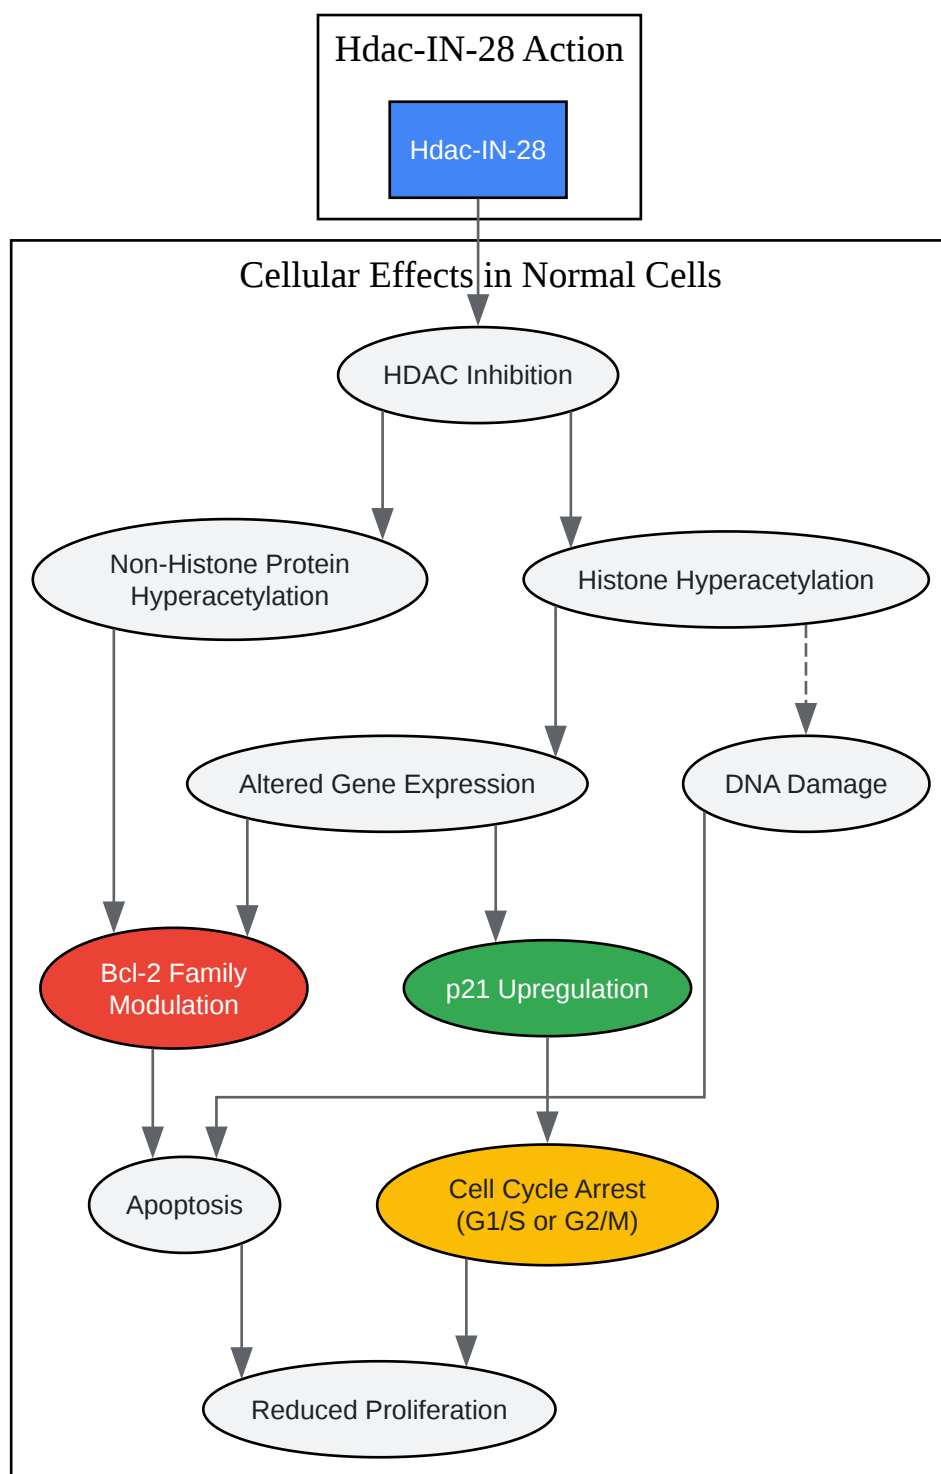 Hdac-IN-28 Action
Hdac-IN-28
Cellular Effects in Normal Cells
HDAC Inhibition
Non-Histone Protein
Hyperacetylation
Histone Hyperacetylation
Altered Gene Expression
DNA Damage
Bcl-2 Family
Modulation
p21 Upregulation
Apoptosis
Cell Cycle Arrest
(G1/S or G2/M)
Reduced Proliferation